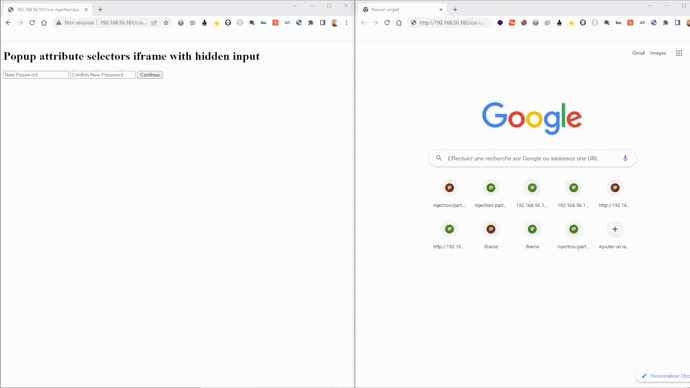 192.168.56.101/css-injection/pa
Non sécurisé
192.168.56.101/css-...
Popup attribute selectors iframe with hidden input
New Password
Confirm New Password
Continue
Nouvel onglet
http://192.168.56.102/css-i...
Gmail
Images
Google
Effectuez une recherche sur Google ou saisissez une URL
injection/part...
injection/part...
192.168.56.1...
192.168.56.1...
http://192.16...
http://192.16...
iframe
iframe
injection/part...
Ajouter un ra...
Personnaliser Chro